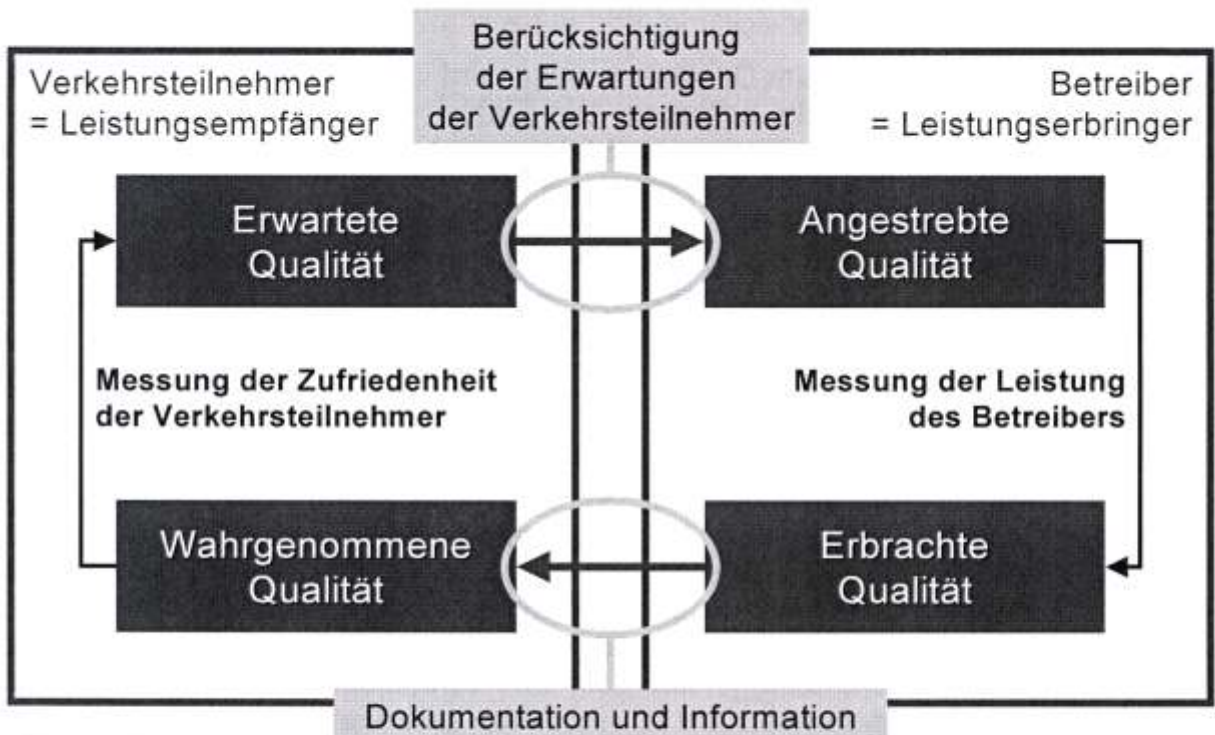 Berücksichtigung
der Erwartungen
der Verkehrsteilnehmer
Verkehrsteilnehmer
= Leistungsempfänger
Betreiber
= Leistungserbringer
Erwartete
Qualität
Angestrebte
Qualität
Messung der Zufriedenheit
der Verkehrsteilnehmer
Messung der Leistung
des Betreibers
Wahrgenommene
Qualität
Erbrachte
Qualität
Dokumentation und Information